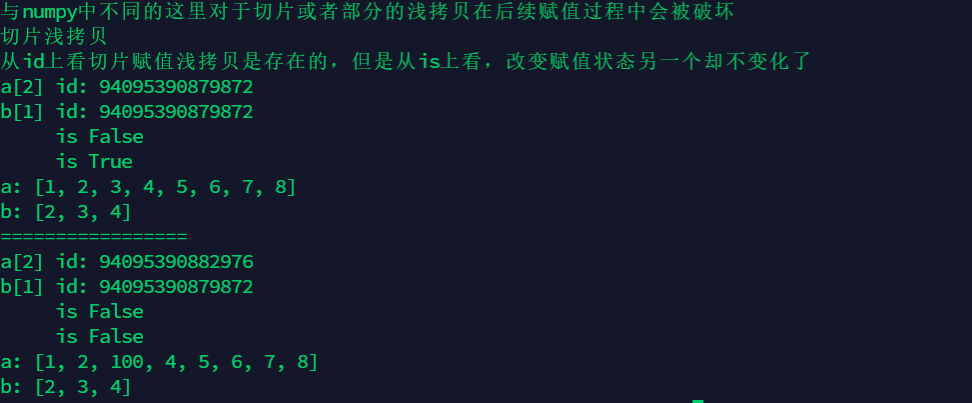 与numpy中不同的这里对于切片或者部分的浅拷贝在后续赋值过程中会被破坏
切片浅拷贝
从id上看切片赋值浅拷贝是存在的，但是从is上看，改变赋值状态另一个却不变化了
a[2] id: 94095390879872
b[1] id: 94095390879872
     is False
     is True
a: [1, 2, 3, 4, 5, 6, 7, 8]
b: [2, 3, 4]
=================
a[2] id: 94095390882976
b[1] id: 94095390879872
     is False
     is False
a: [1, 2, 100, 4, 5, 6, 7, 8]
b: [2, 3, 4]